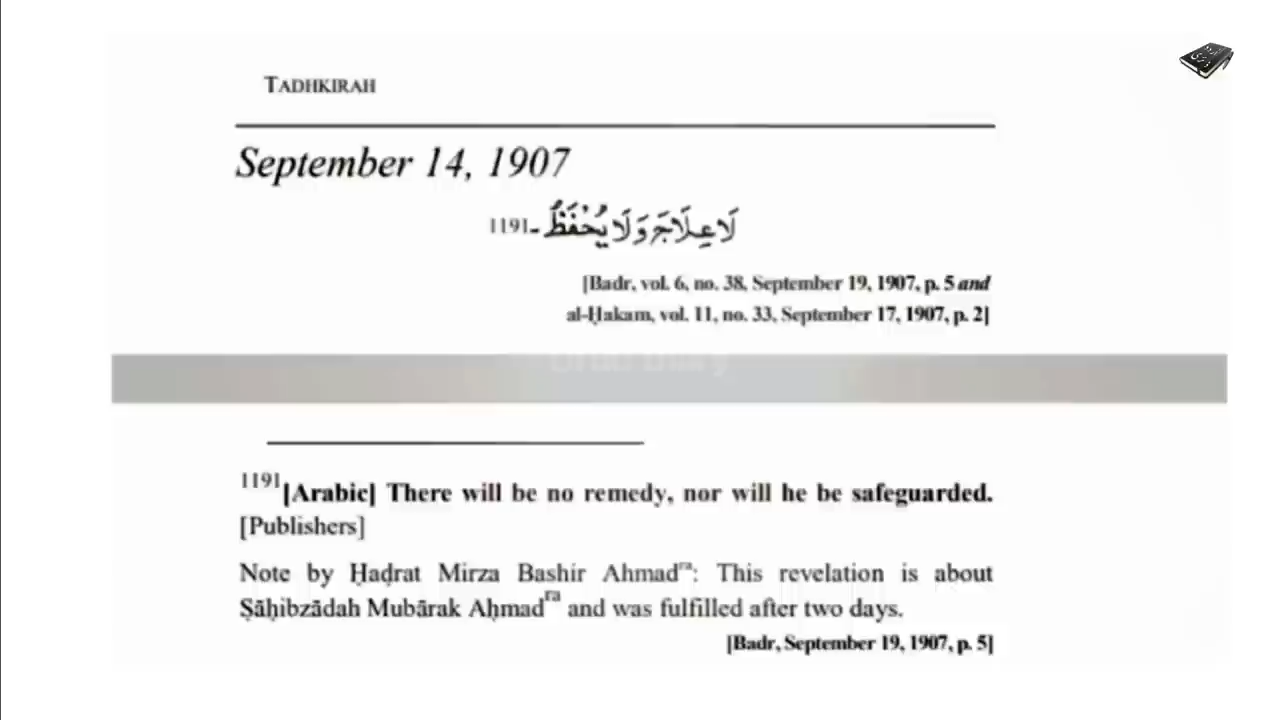 TADHKIRAH
September 14, 1907
لَا عِلَاجَ وَلَا يُحْفَظُ ـ1191
[Badr, vol. 6, no. 38, September 19, 1907, p. 5 and
al-Ḥakam, vol. 11, no. 33, September 17, 1907, p. 2]
1191[Arabic] There will be no remedy, nor will he be safeguarded.
[Publishers]
Note by Ḥaḍrat Mirza Bashir Ahmadra: This revelation is about
Ṣāḥibzādah Mubārak Aḥmadra and was fulfilled after two days.
[Badr, September 19, 1907, p. 5]